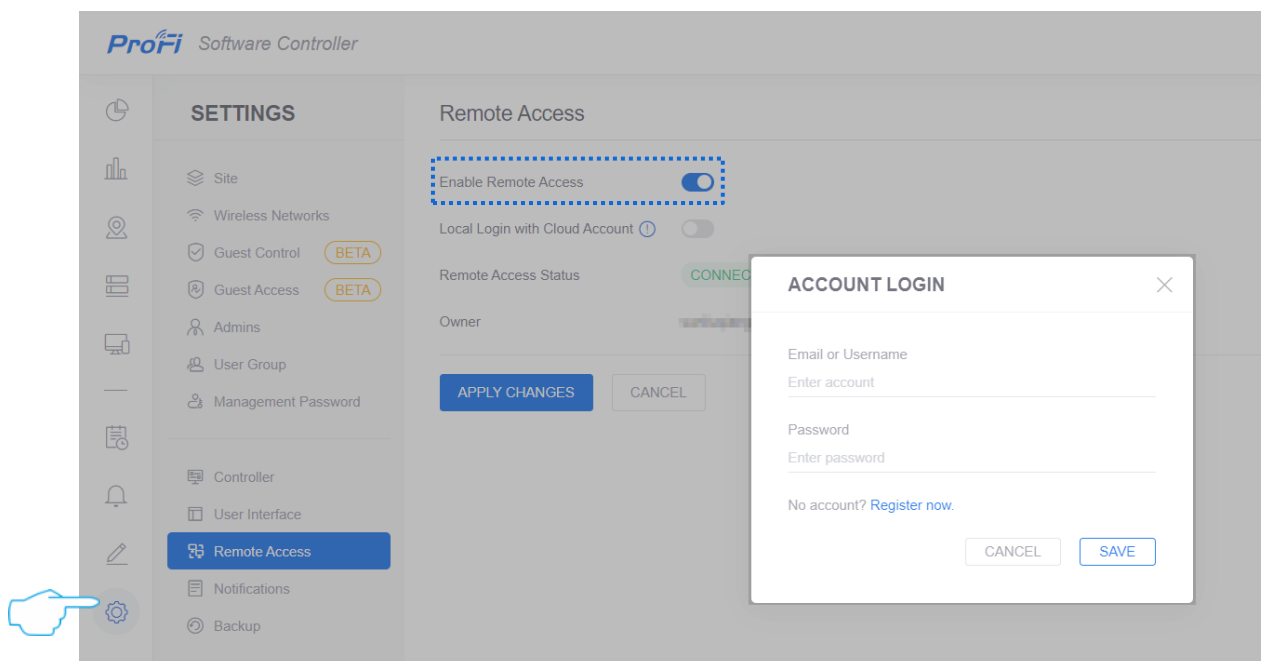 ProFi Software Controller
SETTINGS
Site
Wireless Networks
Guest Control BETA
Guest Access BETA
Admins
User Group
Management Password
Controller
User Interface
Remote Access
Notifications
Backup
Remote Access
Enable Remote Access
Local Login with Cloud Account
Remote Access Status CONNEC
Owner
APPLY CHANGES CANCEL
ACCOUNT LOGIN
Email or Username
Enter account
Password
Enter password
No account? Register now.
CANCEL SAVE